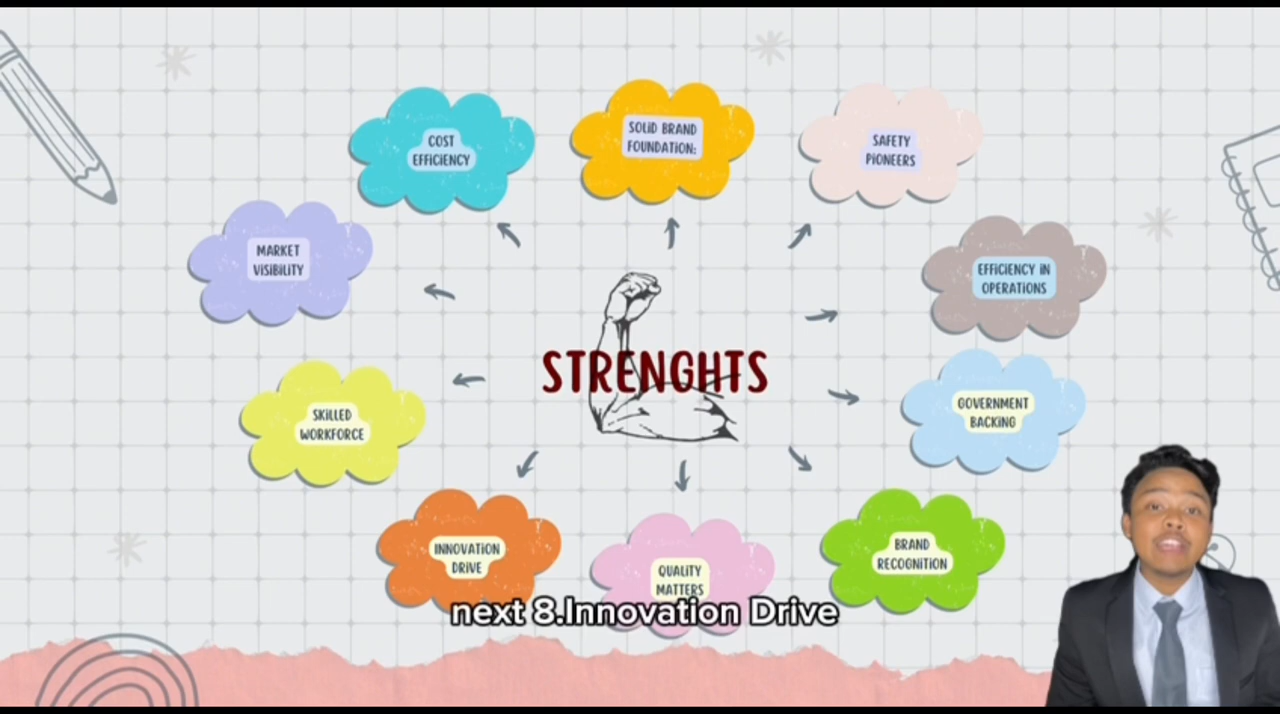 COST
EFFICIENCY
SOLID BRAND
FOUNDATION:
SAFETY
PIONEERS
MARKET
VISIBILITY
EFFICIENCY IN
OPERATIONS
STRENGHTS
SKILLED
WORKFORCE
GOVERNMENT
BACKING
INNOVATION
DRIVE
QUALITY
MATTERS
BRAND
RECOGNITION
next 8.Innovation Drive